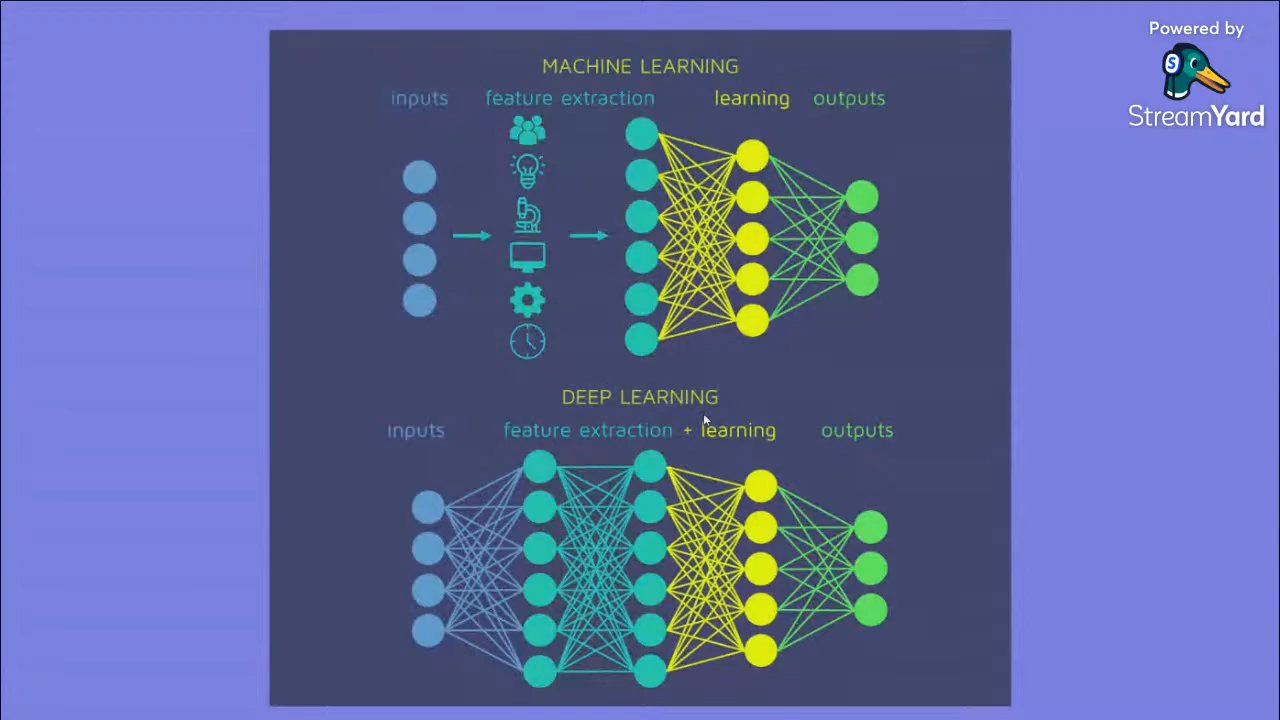 Powered by
StreamYard
MACHINE LEARNING
inputs feature extraction learning outputs
DEEP LEARNING
inputs feature extraction + learning outputs